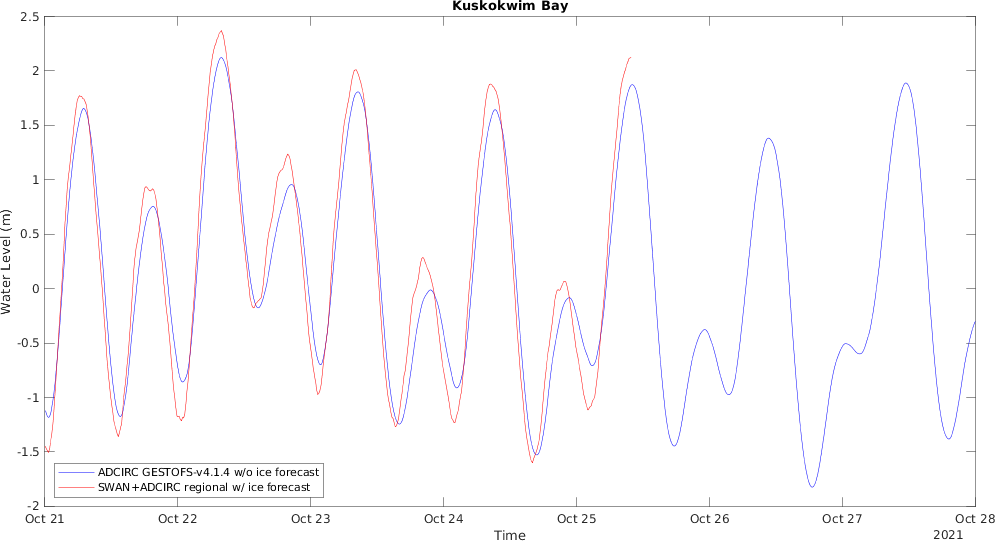 Kuskokwim Bay
2.5
2
1.5
1
0.5
0
-0.5
-1
-1.5
-2
Water Level (m)
ADCIRC GESTOFS-v4.1.4 w/o ice forecast
SWAN+ADCIRC regional w/ ice forecast
Oct 21 Oct 22 Oct 23 Oct 24 Oct 25 Oct 26 Oct 27 Oct 28
Time
2021